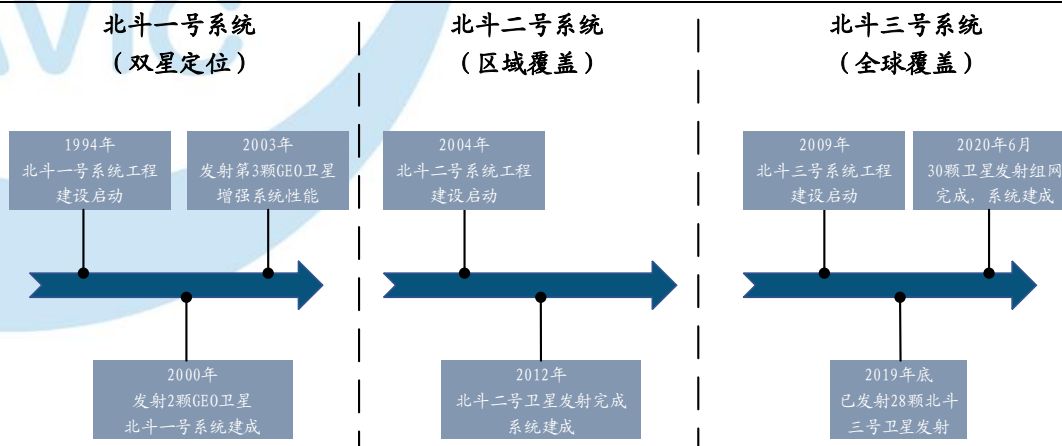 AVIC
北斗一号系统
（双星定位）
1994年
北斗一号系统工程
建设启动
2003年
发射第3颗GEO卫星
增强系统性能
2000年
发射2颗GEO卫星
北斗一号系统建成
北斗二号系统
（区域覆盖）
2004年
北斗二号系统工程
建设启动
2012年
北斗二号卫星发射完成
系统建成
北斗三号系统
（全球覆盖）
2009年
北斗三号系统工程
建设启动
2020年6月
30颗卫星发射组网
完成，系统建成
2019年底
已发射28颗北斗
三号卫星发射